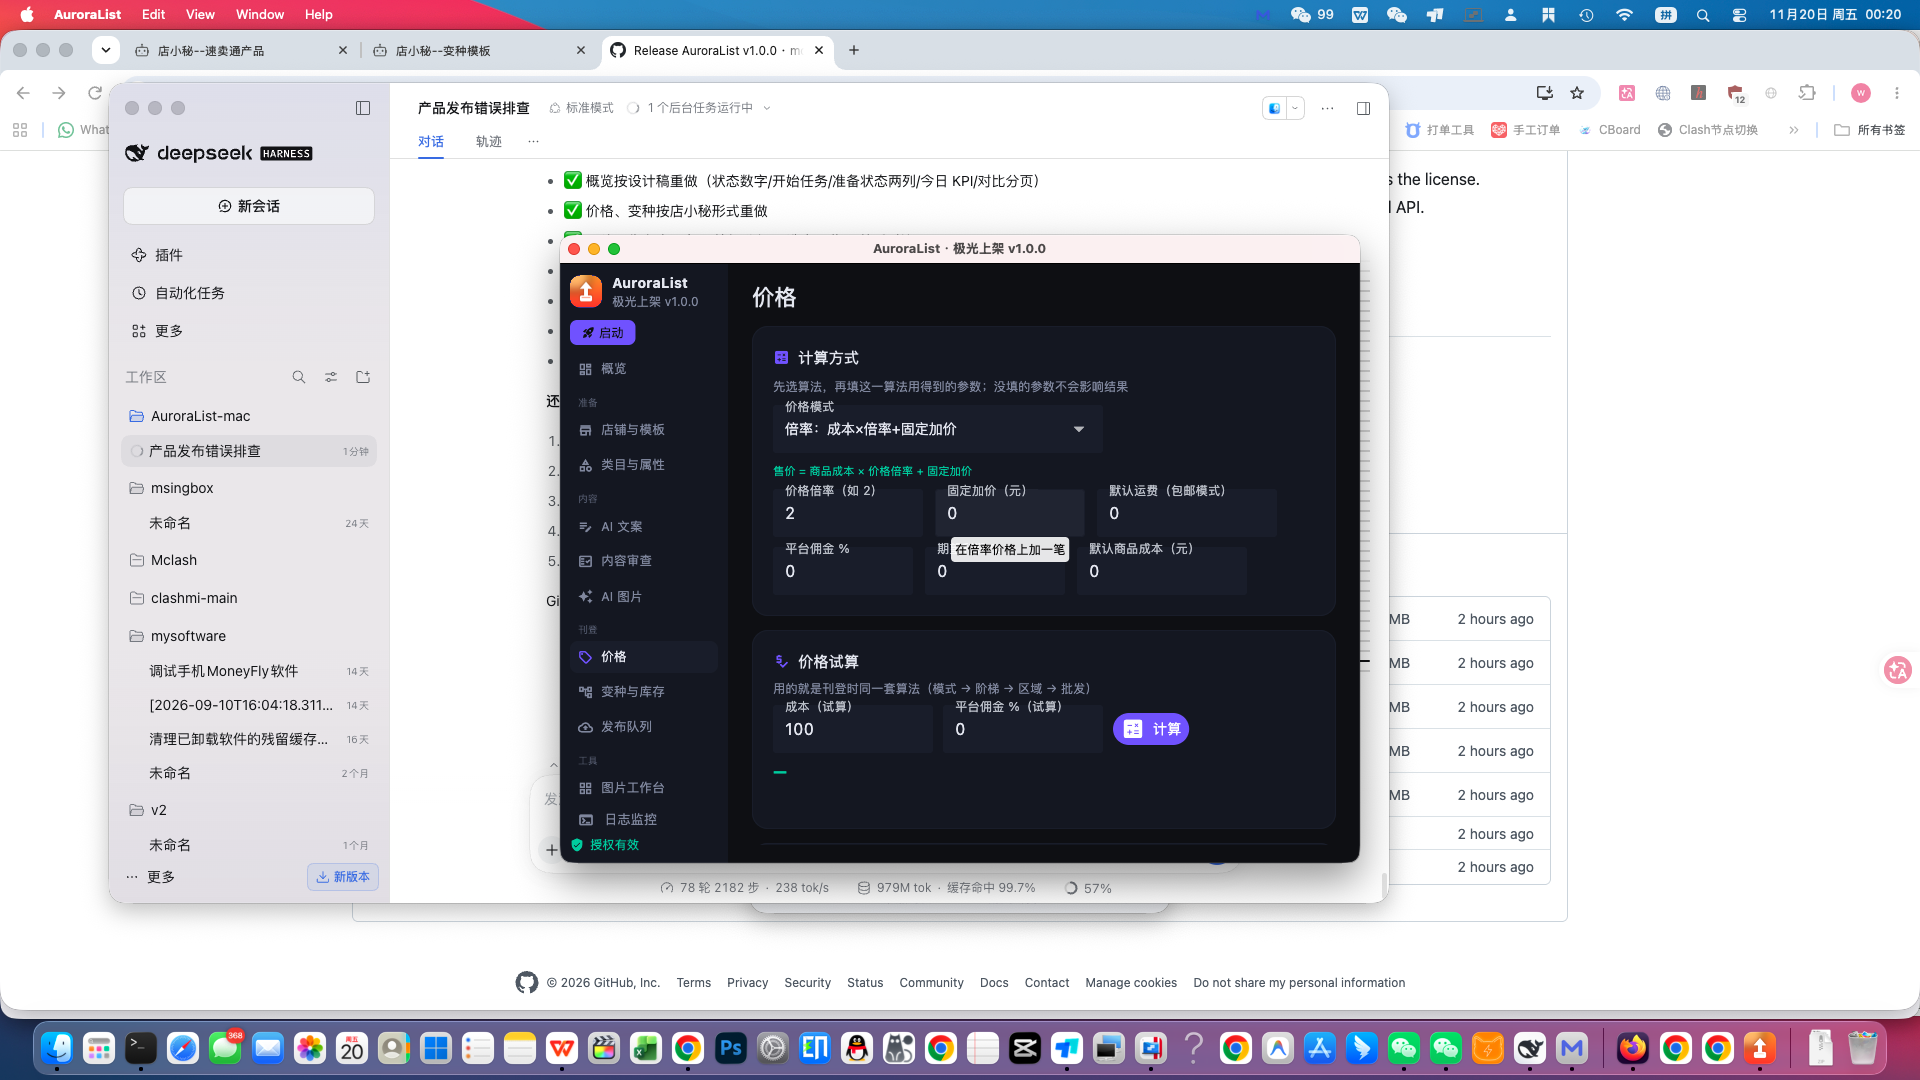 AuroraList Edit View Window Help
99
拼
11月20日 周五 00:20
店小秘--速卖通产品
店小秘--变种模板
Release AuroraList v1.0.0 · m
12
W
What
打单工具
手工订单
CBoard
Clash节点切换
所有书签
deepseek HARNESS
新会话
插件
自动化任务
更多
工作区
AuroraList-mac
产品发布错误排查 1分钟
msingbox
未命名 24天
Mclash
clashmi-main
mysoftware
调试手机MoneyFly软件 14天
[2026-09-10T16:04:18.311... 14天
清理已卸载软件的残留缓存... 16天
未命名 2个月
v2
未命名 1个月
更多
新版本
产品发布错误排查 标准模式 1 个后台任务运行中
对话 轨迹
概览按设计稿重做（状态数字/开始任务/准备状态两列/今日 KPI/对比分页）
价格、变种按店小秘形式重做
还
1.
2.
3.
4.
5.
Gi
发
78 轮 2182 步 · 238 tok/s
979M tok · 缓存命中 99.7%
57%
AuroraList · 极光上架 v1.0.0
AuroraList
极光上架 v1.0.0
启动
概览
准备
店铺与模板
类目与属性
内容
AI 文案
内容审查
AI 图片
刊登
价格
变种与库存
发布队列
工具
图片工作台
日志监控
授权有效
价格
计算方式
先选算法，再填这一算法用得到的参数；没填的参数不会影响结果
价格模式
倍率：成本×倍率+固定加价
售价 = 商品成本 × 价格倍率 + 固定加价
价格倍率（如 2）
2
固定加价（元）
0
默认运费（包邮模式）
0
平台佣金 %
0
期
在倍率价格上加一笔
0
默认商品成本（元）
0
价格试算
用的就是刊登时同一套算法（模式 → 阶梯 → 区域 → 批发）
成本（试算）
100
平台佣金 %（试算）
0
计算
—
s the license.
API.
MB 2 hours ago
MB 2 hours ago
MB 2 hours ago
MB 2 hours ago
MB 2 hours ago
2 hours ago
2 hours ago
© 2026 GitHub, Inc. Terms Privacy Security Status Community Docs Contact Manage cookies Do not share my personal information
368
周五
20
Ps